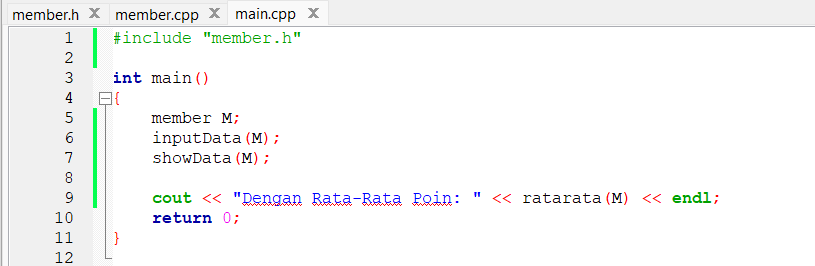 member.h X member.cpp X main.cpp X
1 #include "member.h"
2
3 int main()
4 {
5 member M;
6 inputData(M);
7 showData(M);
8
9 cout << "Dengan Rata-Rata Poin: " << ratarata(M) << endl;
10 return 0;
11 }
12